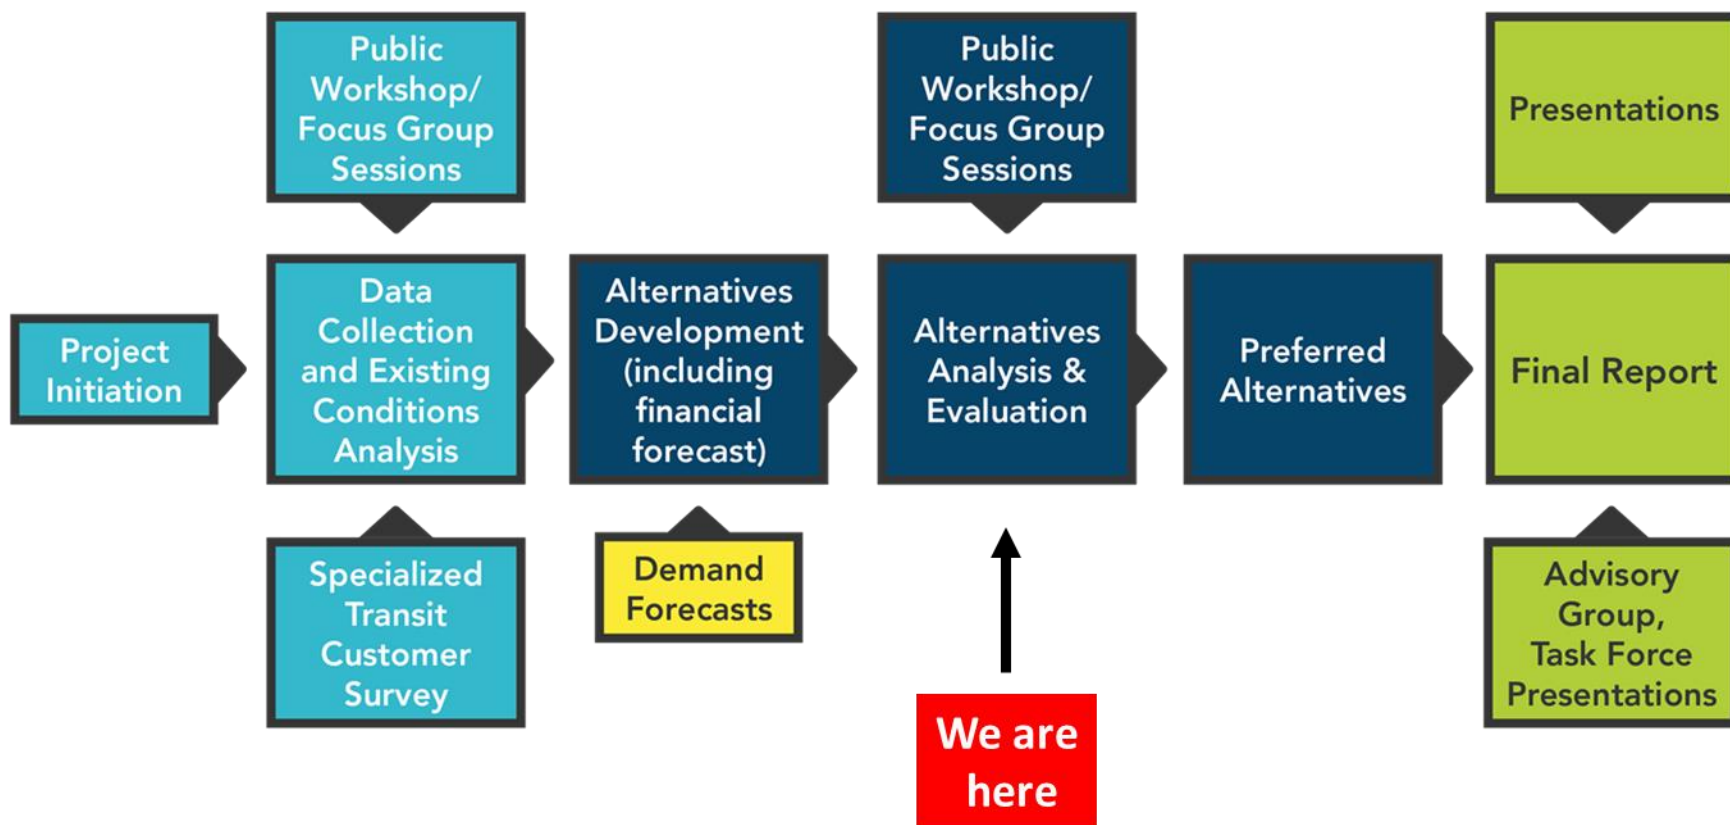 Public
Workshop/
Focus Group
Sessions
Public
Workshop/
Focus Group
Sessions
Presentations
Project
Initiation
Data
Collection
and Existing
Conditions
Analysis
Alternatives
Development
(including
financial
forecast)
Alternatives
Analysis &
Evaluation
Preferred
Alternatives
Final Report
Specialized
Transit
Customer
Survey
Demand
Forecasts
We are
here
Advisory
Group,
Task Force
Presentations